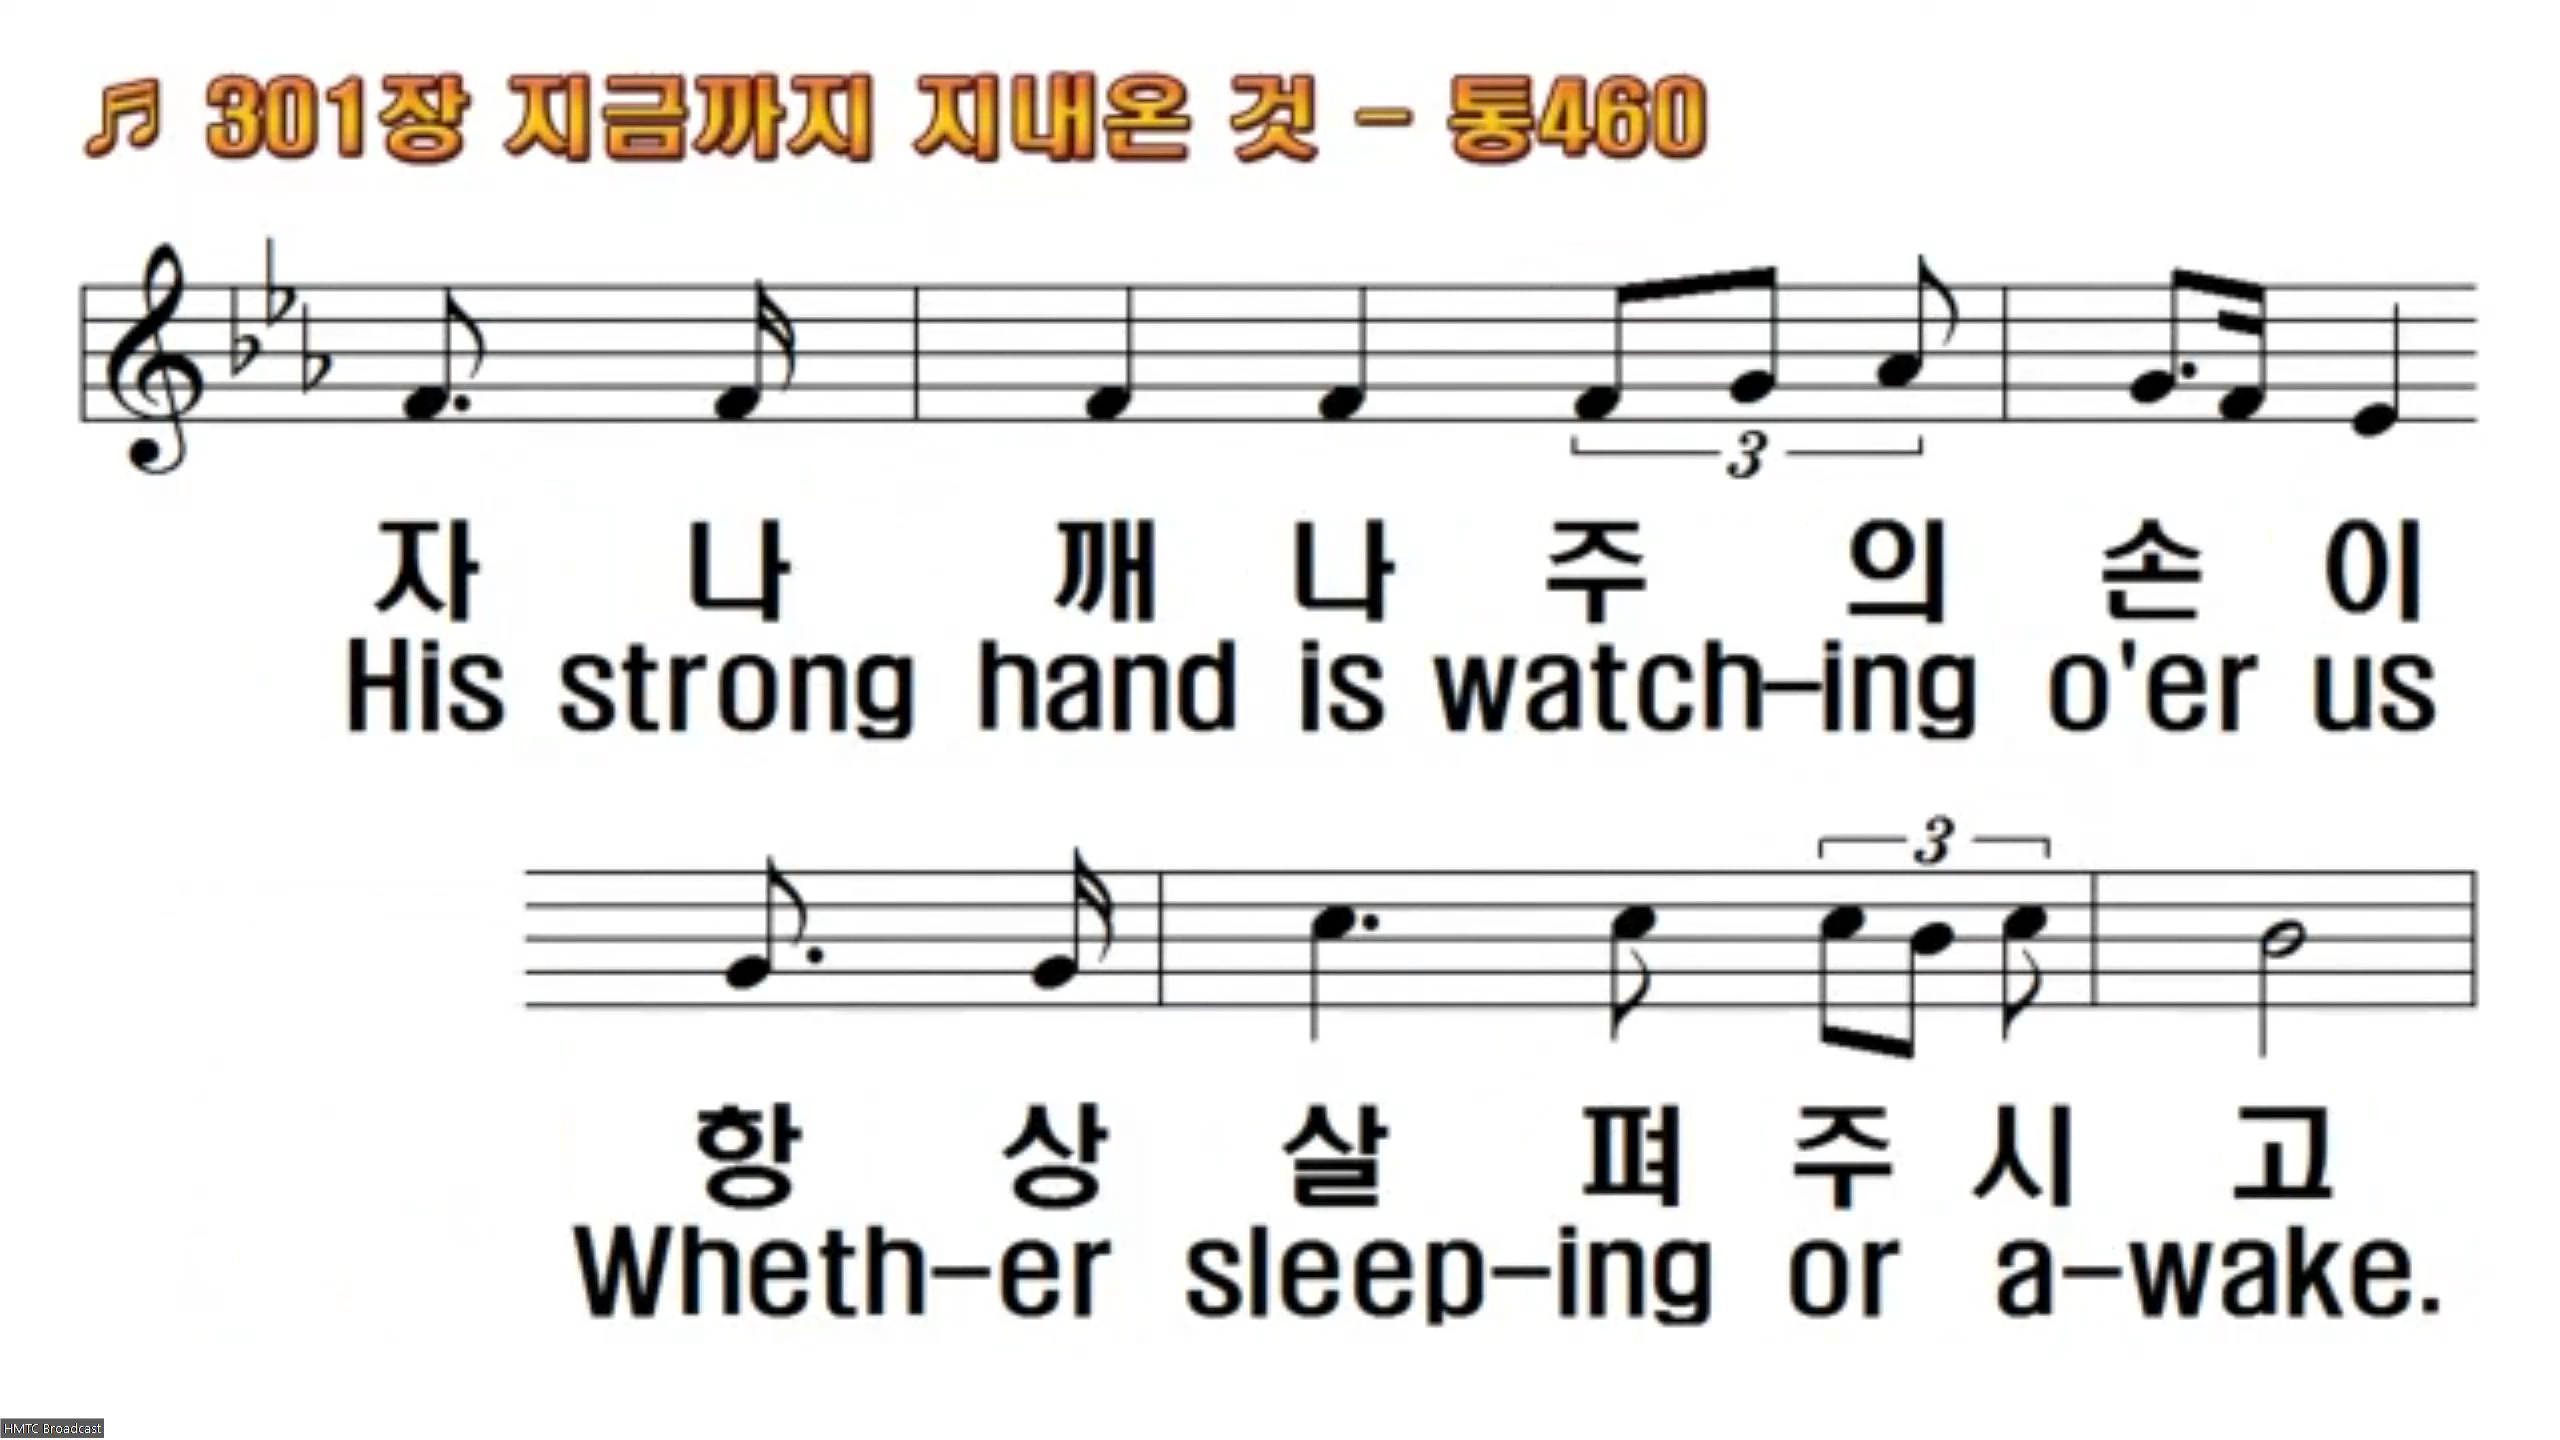 ♬ 301장 지금까지 지내온 것 - 통460
3
자 나 깨 나 주 의 손 이
His strong hand is watch-ing o'er us
3
항 상 살 펴 주 시 고
Wheth-er sleep-ing or a-wake.
HMTC Broadcast